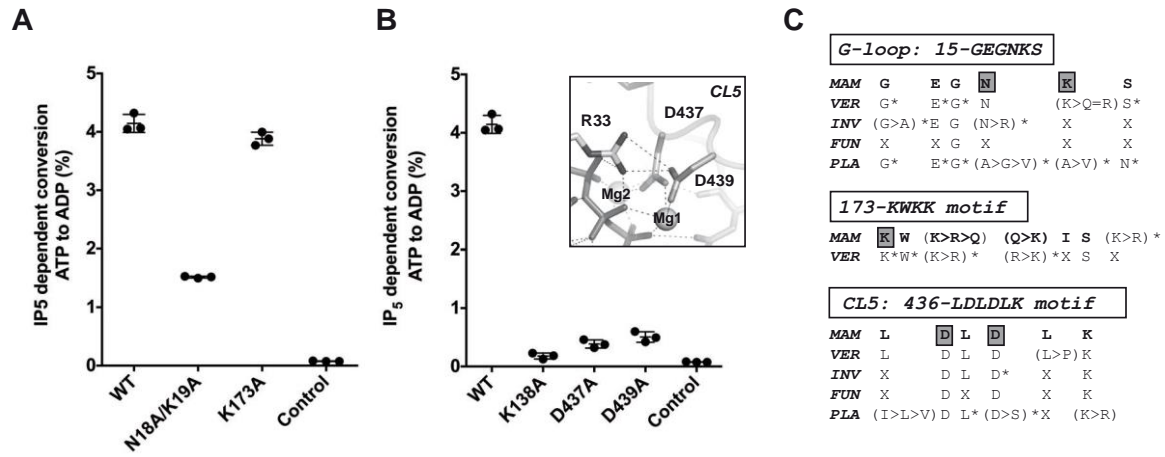 A
IP5 dependent conversion
ATP to ADP (%)
5
4
3
2
1
0
WT
N18A/K19A
K173A
Control
B
IP5 dependent conversion
ATP to ADP (%)
5
4
3
2
1
0
WT
K138A
D437A
D439A
Control
CL5
R33
D437
D439
Mg2
Mg1
C
G-loop: 15-GEGNKS
MAM G E G N K S
VER G* E*G* N (K>Q=R) S*
INV (G>A) *E G (N>R) * X X
FUN X X G X X X
PLA G* E*G* (A>G>V) * (A>V) * N*
173-KWKK motif
MAM K W (K>R>Q) (Q>K) I S (K>R) *
VER K*W* (K>R) * (R>K) *X S X
CL5: 436-LDLDLK motif
MAM L D L D L K
VER L D L D (L>P) K
INV X D L D* X K
FUN X D X D X K
PLA (I>L>V) D L* (D>S) *X (K>R)